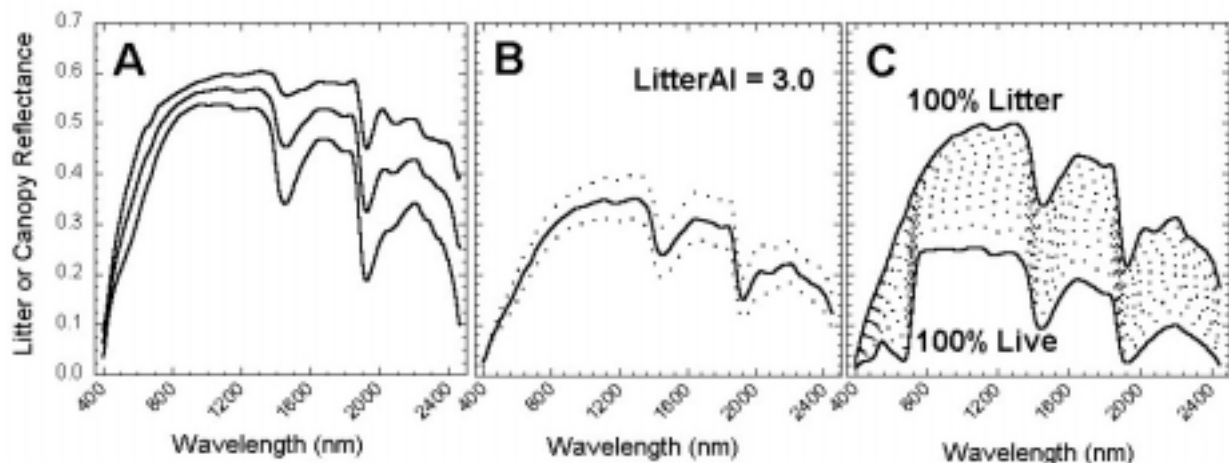 Litter or Canopy Reflectance
0.7
0.6
0.5
0.4
0.3
0.2
0.1
0.0
A
400
800
1200
1600
2000
2400
Wavelength (nm)
B
LitterAI = 3.0
400
800
1200
1600
2000
2400
Wavelength (nm)
C
100% Litter
100% Live
400
800
1200
1600
2000
2400
Wavelength (nm)